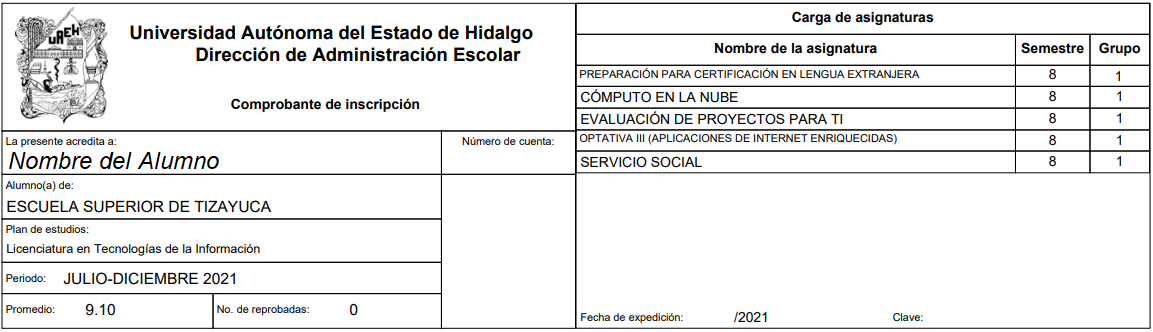 UAEH
Universidad Autónoma del Estado de Hidalgo
Dirección de Administración Escolar
Comprobante de inscripción
La presente acredita a:
Nombre del Alumno
Número de cuenta:
Alumno(a) de:
ESCUELA SUPERIOR DE TIZAYUCA
Plan de estudios:
Licenciatura en Tecnologías de la Información
Periodo: JULIO-DICIEMBRE 2021
Promedio: 9.10 No. de reprobadas: 0
Carga de asignaturas
Nombre de la asignatura Semestre Grupo
PREPARACIÓN PARA CERTIFICACIÓN EN LENGUA EXTRANJERA 8 1
CÓMPUTO EN LA NUBE 8 1
EVALUACIÓN DE PROYECTOS PARA TI 8 1
OPTATIVA III (APLICACIONES DE INTERNET ENRIQUECIDAS) 8 1
SERVICIO SOCIAL 8 1
Fecha de expedición: /2021 Clave: